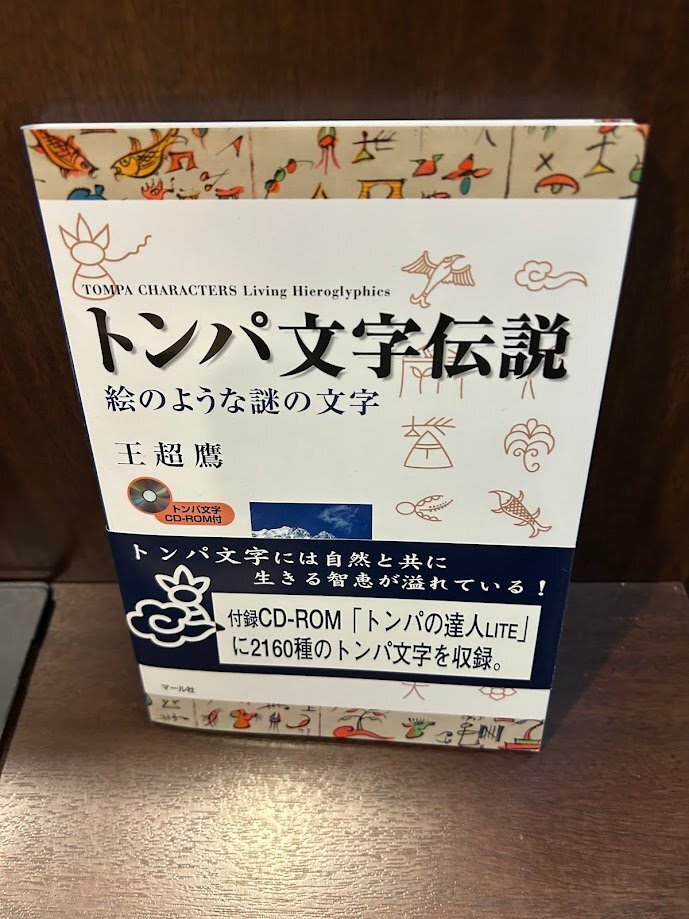 TOMPA CHARACTERS Living Hieroglyphics
トンパ文字伝説
絵のような謎の文字
王超鷹
トンパ文字
CD-ROM付
トンパ文字には自然と共に
生きる智恵が溢れている！
付録CD-ROM「トンパの達人LITE」
に2160種のトンパ文字を収録。
マール社